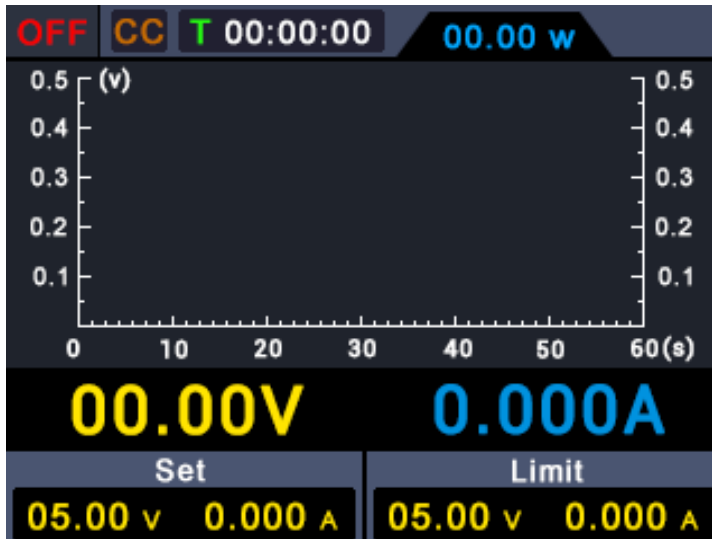 OFF CC T 00:00:00 00.00 w
0.5 (v) 0.5
0.4 0.4
0.3 0.3
0.2 0.2
0.1 0.1
0 10 20 30 40 50 60(s)
00.00V 0.000A
Set Limit
05.00 V 0.000 A 05.00 V 0.000 A